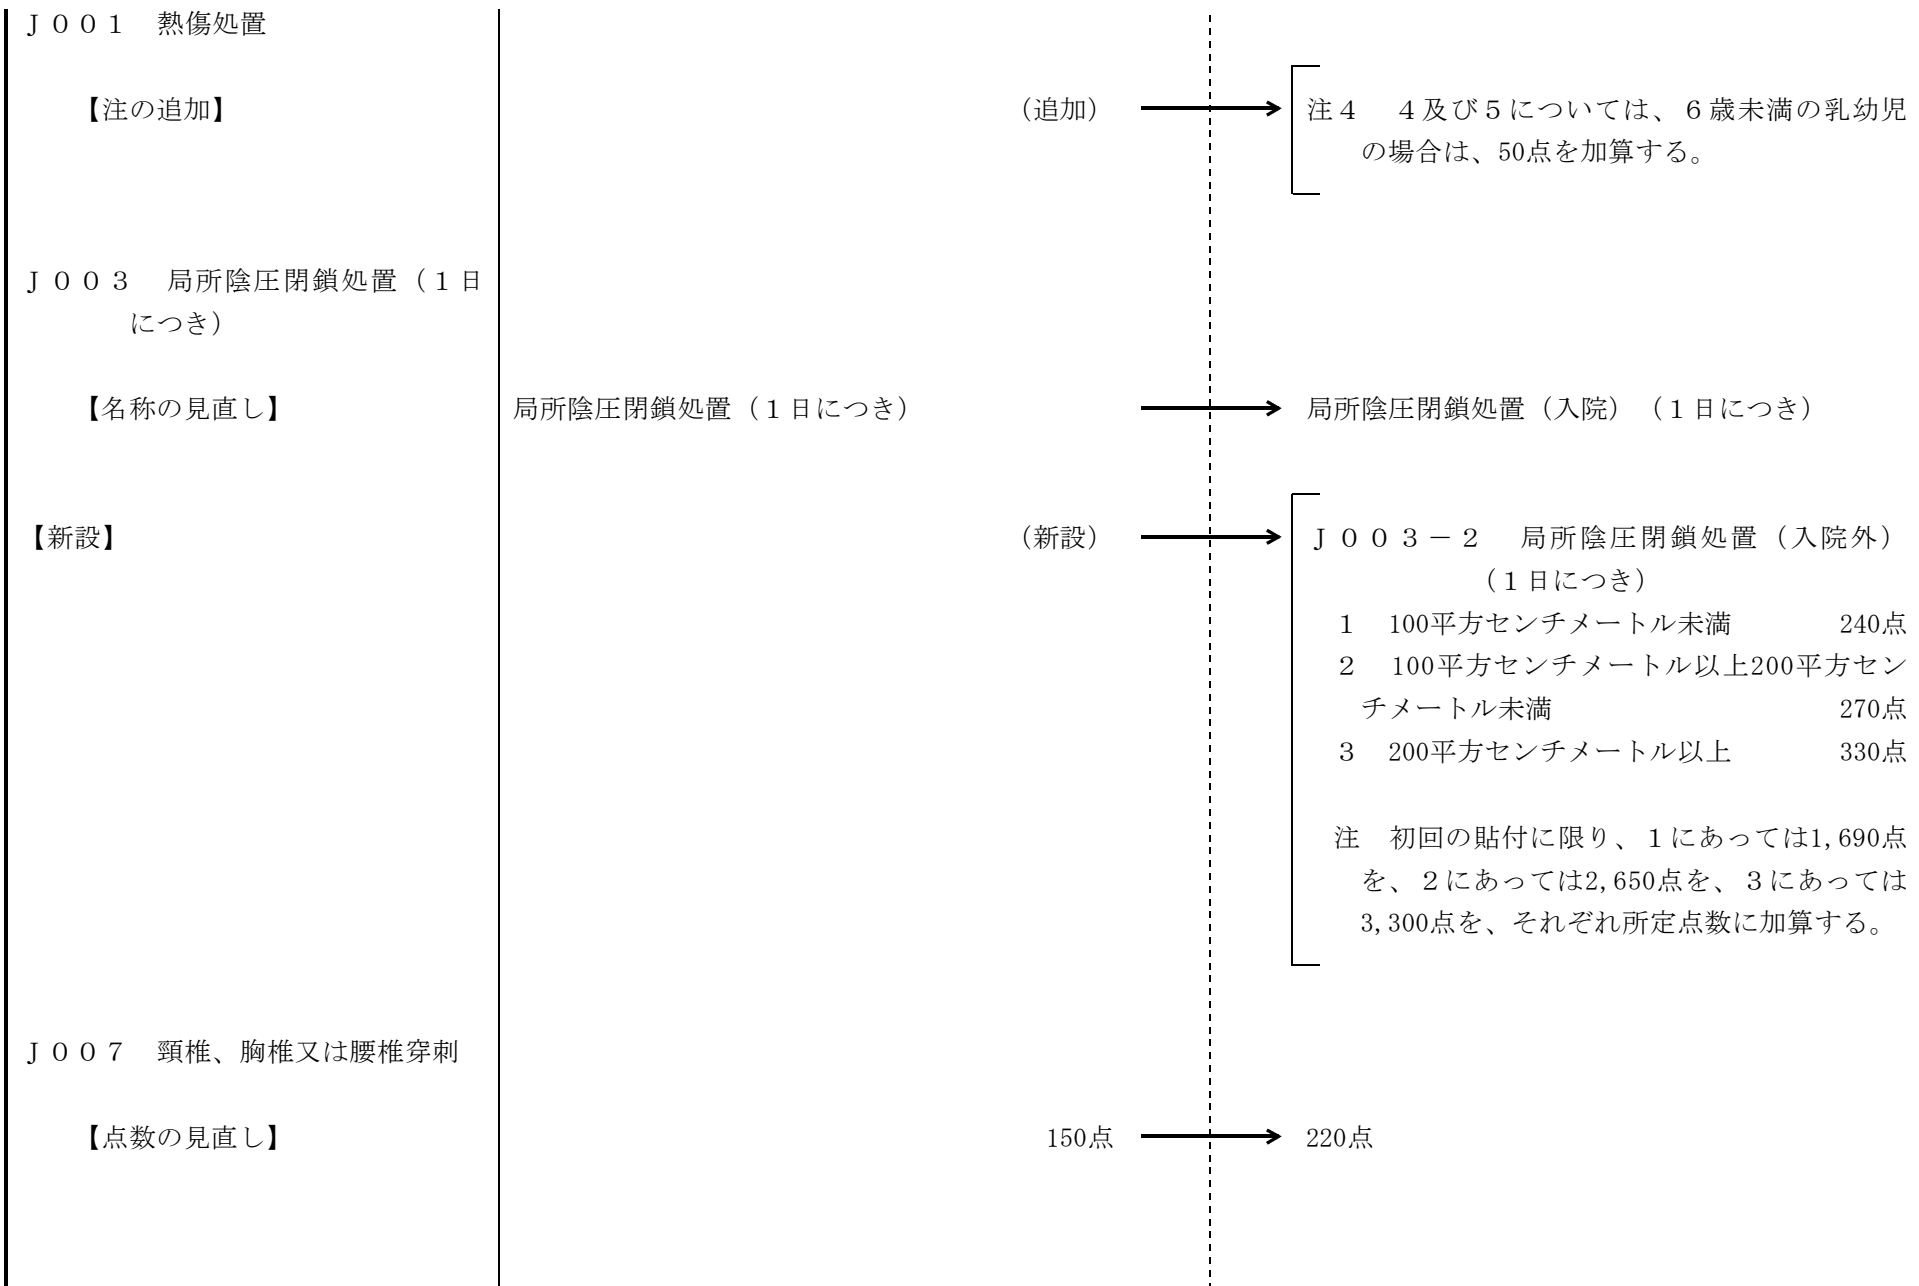 Ｊ００１　熱傷処置
【注の追加】
（追加）
注４　４及び５については、６歳未満の乳幼児
の場合は、50点を加算する。
Ｊ００３　局所陰圧閉鎖処置（１日
につき）
【名称の見直し】
局所陰圧閉鎖処置（１日につき）
局所陰圧閉鎖処置（入院）（１日につき）
【新設】
（新設）
Ｊ００３－２　局所陰圧閉鎖処置（入院外）
（１日につき）
１　100平方センチメートル未満　240点
２　100平方センチメートル以上200平方セン
チメートル未満　270点
３　200平方センチメートル以上　330点
注　初回の貼付に限り、１にあっては1,690点
を、２にあっては2,650点を、３にあっては
3,300点を、それぞれ所定点数に加算する。
Ｊ００７　頸椎、胸椎又は腰椎穿刺
【点数の見直し】
150点
220点